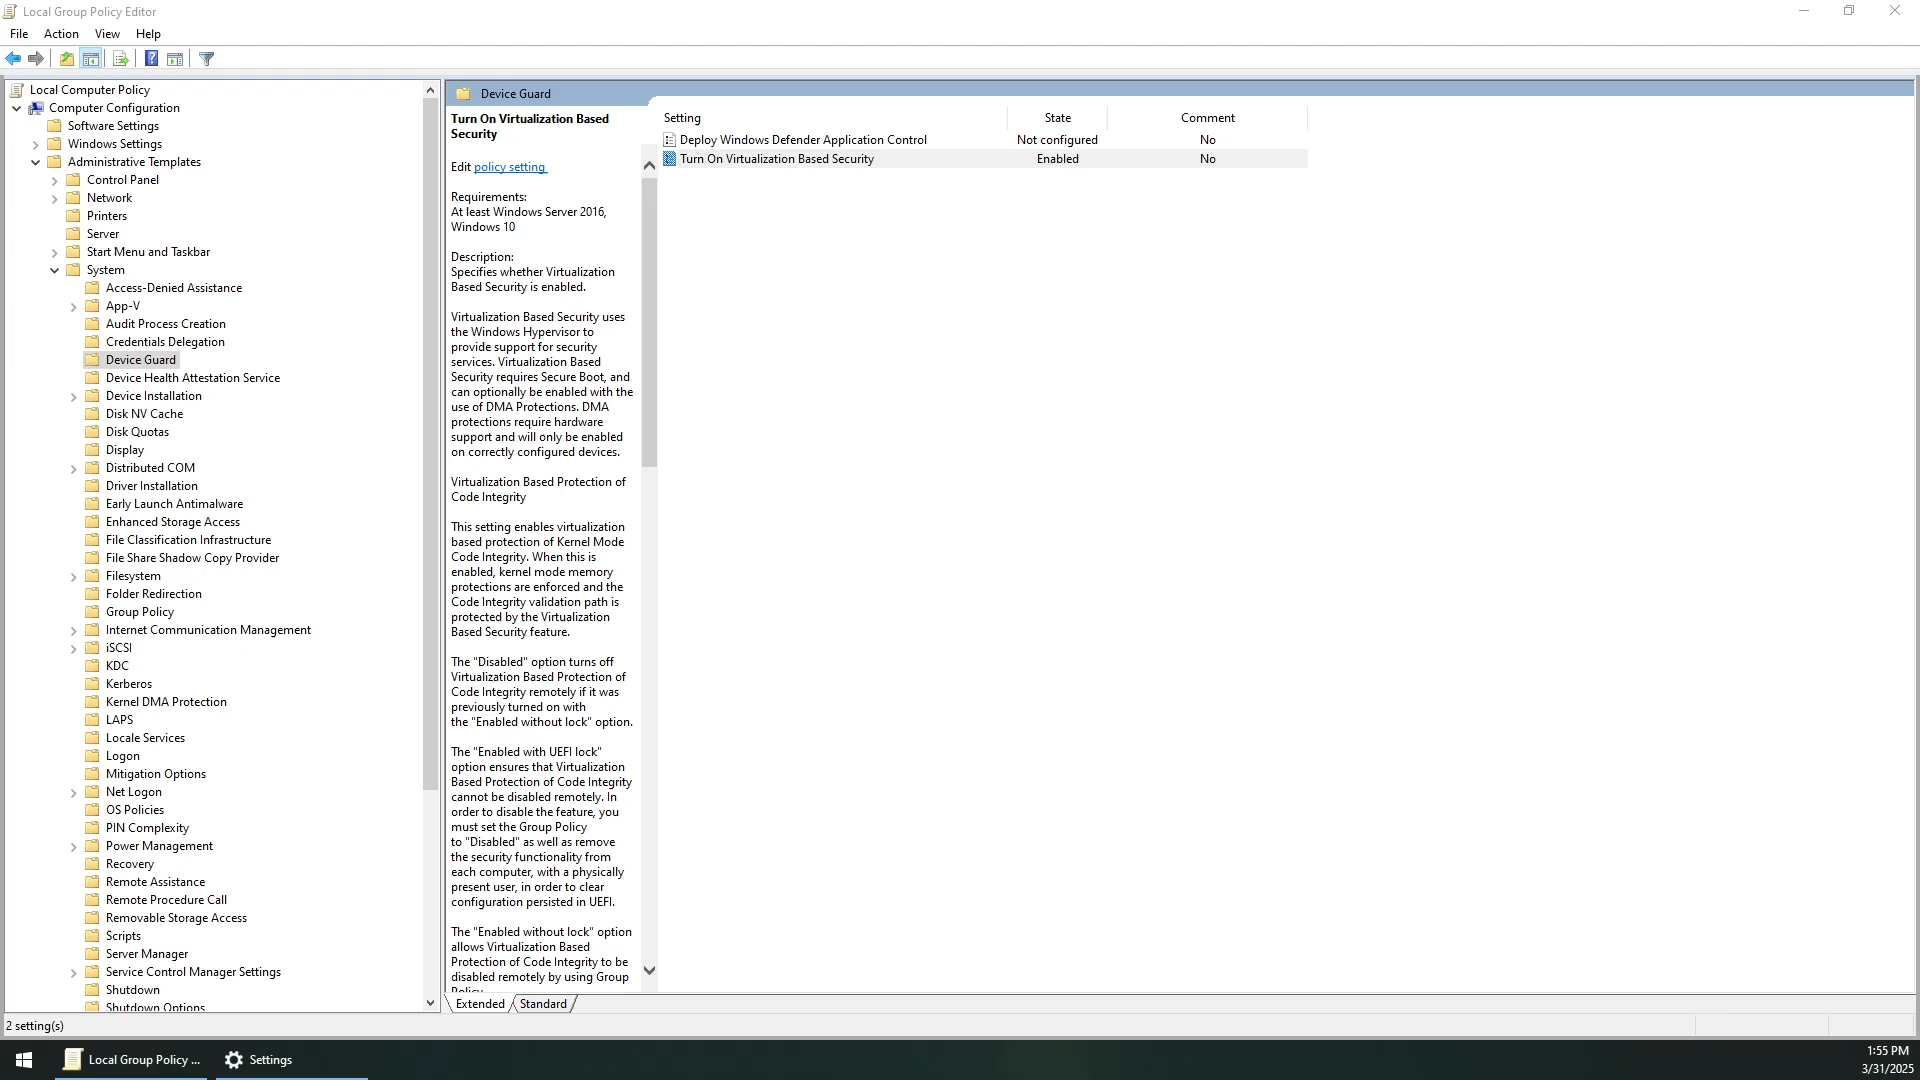 Local Group Policy Editor
File Action View Help
Local Computer Policy
Computer Configuration
Software Settings
Windows Settings
Administrative Templates
Control Panel
Network
Printers
Server
Start Menu and Taskbar
System
Access-Denied Assistance
App-V
Audit Process Creation
Credentials Delegation
Device Guard
Device Health Attestation Service
Device Installation
Disk NV Cache
Disk Quotas
Display
Distributed COM
Driver Installation
Early Launch Antimalware
Enhanced Storage Access
File Classification Infrastructure
File Share Shadow Copy Provider
Filesystem
Folder Redirection
Group Policy
Internet Communication Management
iSCSI
KDC
Kerberos
Kernel DMA Protection
LAPS
Locale Services
Logon
Mitigation Options
Net Logon
OS Policies
PIN Complexity
Power Management
Recovery
Remote Assistance
Remote Procedure Call
Removable Storage Access
Scripts
Server Manager
Service Control Manager Settings
Shutdown
Shutdown Options
Device Guard
Turn On Virtualization Based
Security
Edit policy setting
Requirements:
At least Windows Server 2016,
Windows 10
Description:
Specifies whether Virtualization
Based Security is enabled.
Virtualization Based Security uses
the Windows Hypervisor to
provide support for security
services. Virtualization Based
Security requires Secure Boot, and
can optionally be enabled with the
use of DMA Protections. DMA
protections require hardware
support and will only be enabled
on correctly configured devices.
Virtualization Based Protection of
Code Integrity
This setting enables virtualization
based protection of Kernel Mode
Code Integrity. When this is
enabled, kernel mode memory
protections are enforced and the
Code Integrity validation path is
protected by the Virtualization
Based Security feature.
The "Disabled" option turns off
Virtualization Based Protection of
Code Integrity remotely if it was
previously turned on with
the "Enabled without lock" option.
The "Enabled with UEFI lock"
option ensures that Virtualization
Based Protection of Code Integrity
cannot be disabled remotely. In
order to disable the feature, you
must set the Group Policy
to "Disabled" as well as remove
the security functionality from
each computer, with a physically
present user, in order to clear
configuration persisted in UEFI.
The "Enabled without lock" option
allows Virtualization Based
Protection of Code Integrity to be
disabled remotely by using Group
Policy.
Setting State Comment
Deploy Windows Defender Application Control Not configured No
Turn On Virtualization Based Security Enabled No
Extended Standard
2 setting(s)
Local Group Policy ... Settings
1:55 PM
3/31/2025